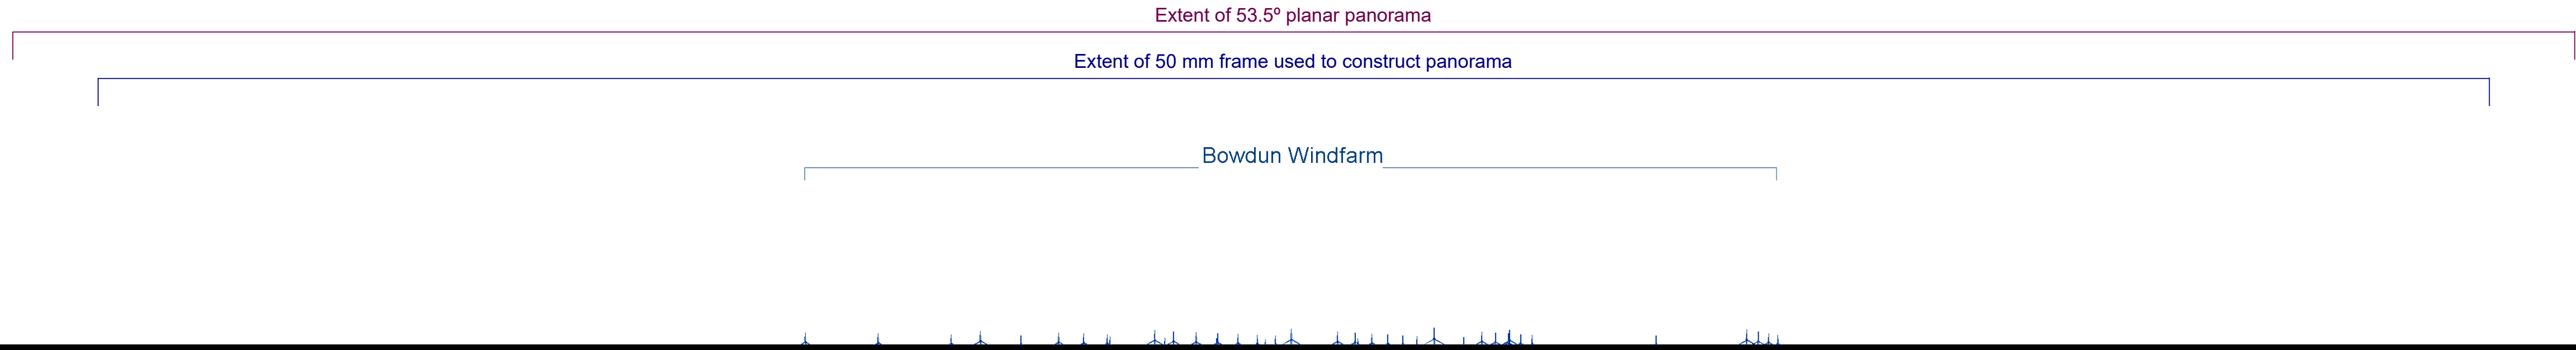 Extent of 53.5º planar panorama
Extent of 50 mm frame used to construct panorama
Bowdun Windfarm